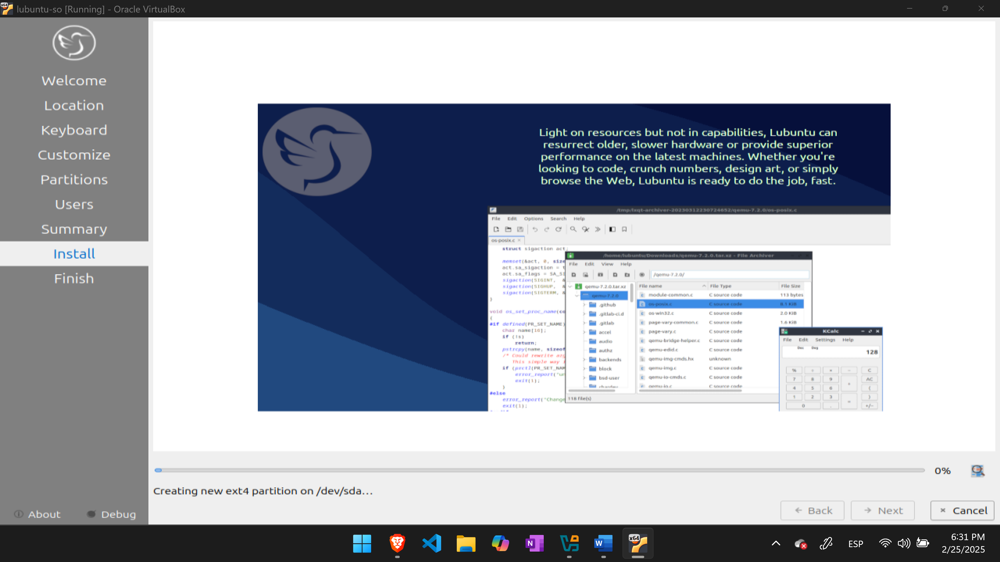 lubuntu-so [Running] - Oracle VirtualBox
Welcome
Location
Keyboard
Customize
Partitions
Users
Summary
Install
Finish
About
Debug
Light on resources but not in capabilities, Lubuntu can
resurrect older, slower hardware or provide superior
performance on the latest machines. Whether you're
looking to code, crunch numbers, design art, or simply
browse the Web, Lubuntu is ready to do the job, fast.
/tmp/lxqt-archiver-20230312230724652/qemu-7.2.0/os-posix.c
File Edit Options Search Help
os-posix.c
struct sigaction act;
memset(&act, 0, size
act.sa_sigaction = t
act.sa_flags = SA_SI
sigaction(SIGINT, &
sigaction(SIGHUP, &
sigaction(SIGTERM, &
}
void os_set_proc_name(co
{
#if defined(PR_SET_NAME)
char name[16];
if (!s)
return;
pstrcpy(name, sizeof
/* Could rewrite arg
This simple way
if (prctl(PR_SET_NAM
error_report("un
exit(1);
}
#else
error_report("Change
exit(1);
/home/lubuntu/Downloads/qemu-7.2.0.tar.xz - File Archiver
File Edit View Help
/qemu-7.2.0/
qemu-7.2.0.tar.xz
qemu-7.2.0
.github
.gitlab-ci.d
.gitlab
accel
audio
authz
backends
block
bsd-user
chardev
File name File Type File Size
module-common.c C source code 113 bytes
os-posix.c C source code 8.1 KiB
os-win32.c C source code 2.0 KiB
page-vary-common.c C source code 1.6 KiB
page-vary.c C source code
qemu-bridge-helper.c C source code
qemu-edid.c C source code
qemu-img-cmds.hx unknown
qemu-img.c C source code
qemu-io-cmds.c C source code
qemu-io.c C source code
118 file(s)
KCalc
File Edit Settings Help
Dec Deg
128
% ÷ × − C
7 8 9 + AC
4 5 6 (
1 2 3 = )
0 . +/−
0%
Creating new ext4 partition on /dev/sda...
Back
Next
Cancel
x64
ESP
6:31 PM
2/25/2025